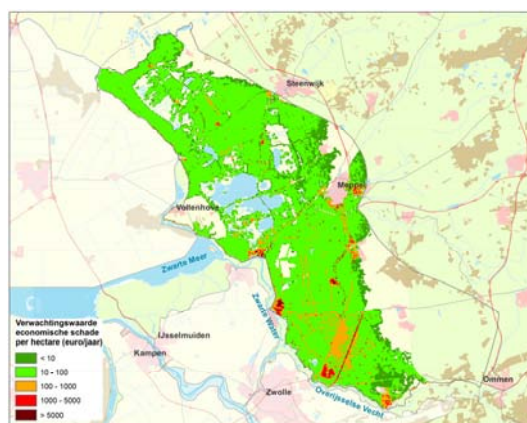 Steenwijk
Meppel
Vollenhove
Zwarte Meer
Zwarte Water
IJsselmuiden
Kampen
Zwolle
Overijsselse Vecht
Ommen
Verwachtingswaarde
economische schade
per hectare (euro/jaar)
< 10
10 - 100
100 - 1000
1000 - 5000
> 5000